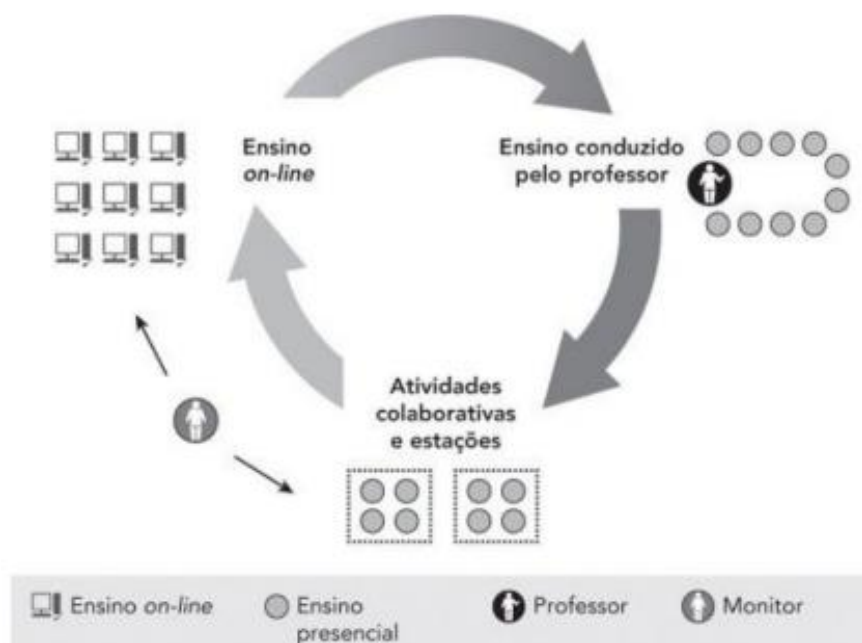 Ensino
on-line
Ensino conduzido
pelo professor
Atividades
colaborativas
e estações
Ensino on-line
Ensino
presencial
Professor
Monitor